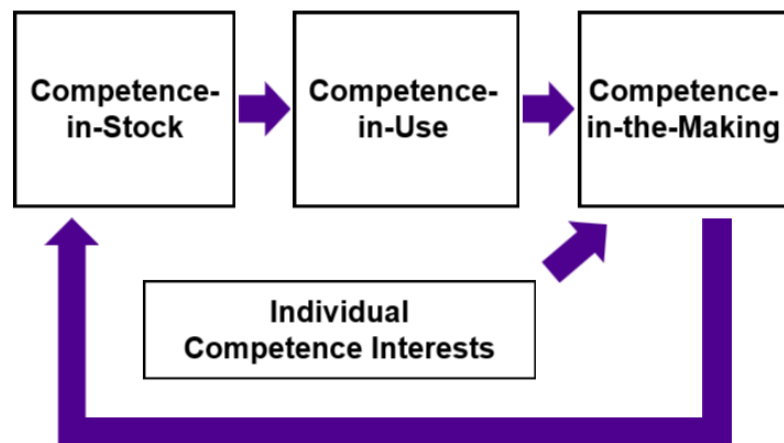 Competence-
in-Stock
Competence-
in-Use
Competence-
in-the-Making
Individual
Competence Interests